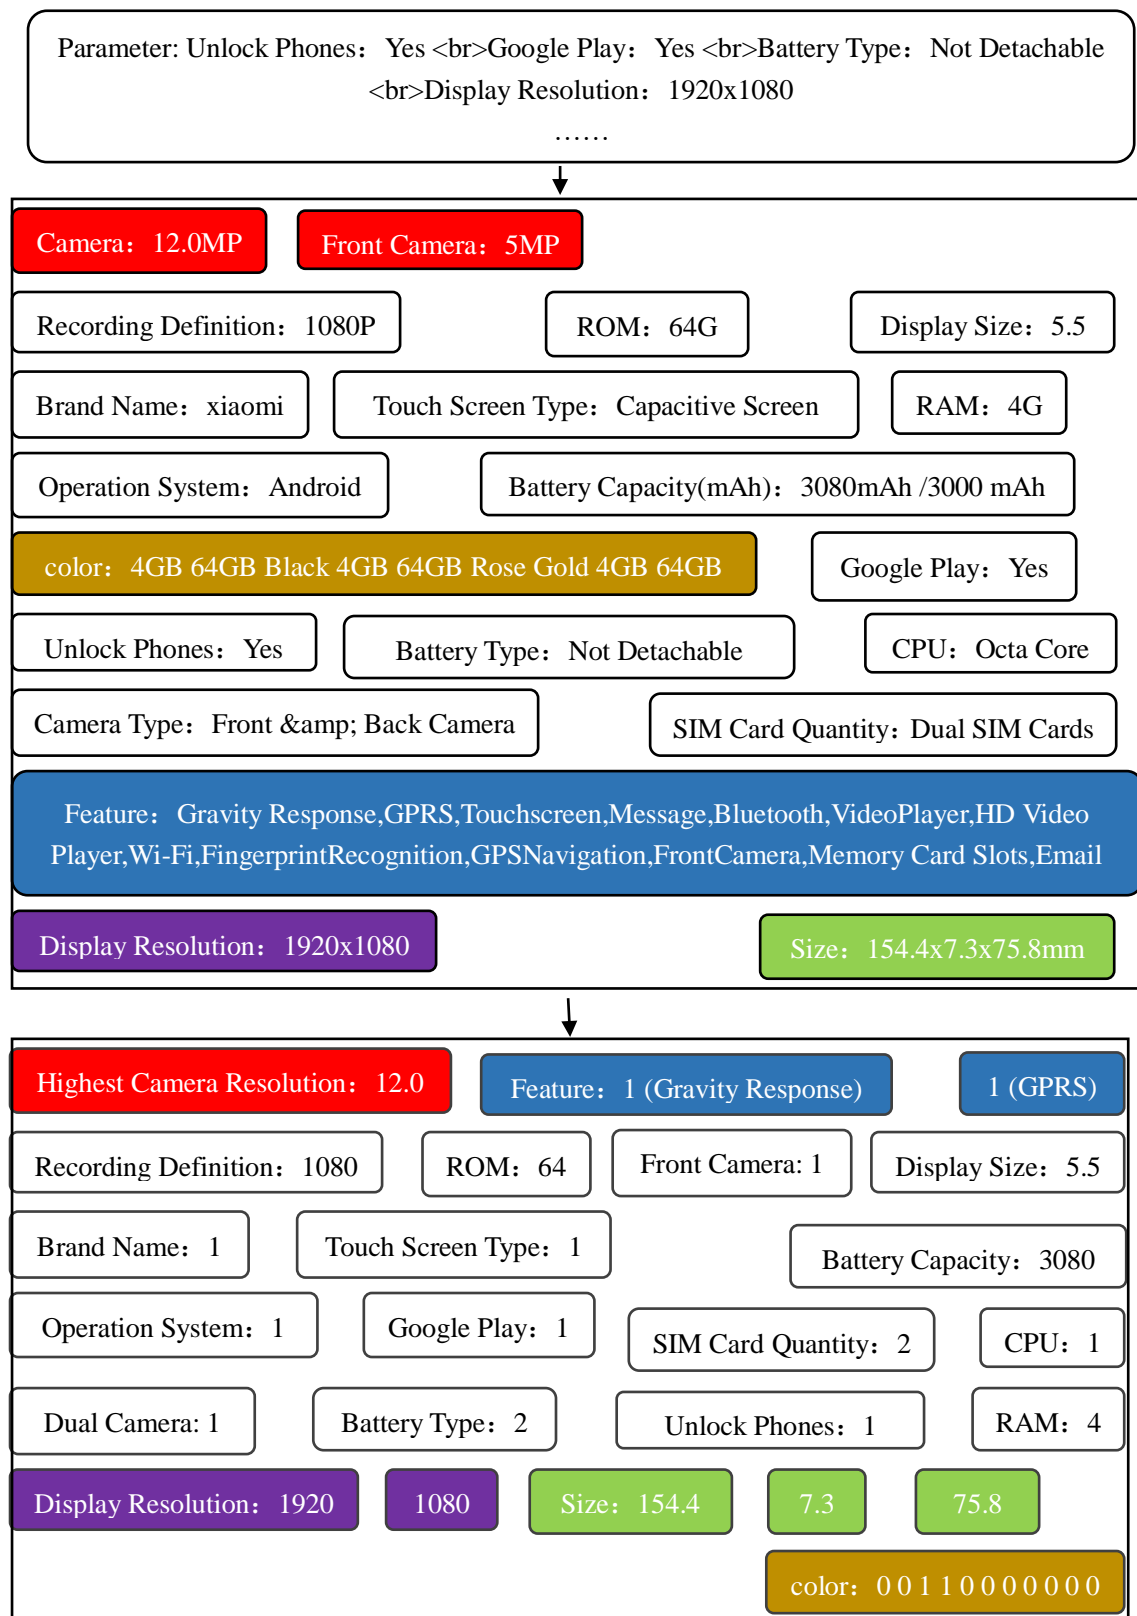 Parameter: Unlock Phones：Yes <br>Google Play：Yes <br>Battery Type：Not Detachable
<br>Display Resolution：1920x1080
……
Camera：12.0MP
Front Camera：5MP
Recording Definition：1080P
ROM：64G
Display Size：5.5
Brand Name：xiaomi
Touch Screen Type：Capacitive Screen
RAM：4G
Operation System：Android
Battery Capacity(mAh)：3080mAh /3000 mAh
color：4GB 64GB Black 4GB 64GB Rose Gold 4GB 64GB
Google Play：Yes
Unlock Phones：Yes
Battery Type：Not Detachable
CPU：Octa Core
Camera Type：Front &amp; Back Camera
SIM Card Quantity：Dual SIM Cards
Feature：Gravity Response,GPRS,Touchscreen,Message,Bluetooth,VideoPlayer,HD Video
Player,Wi-Fi,FingerprintRecognition,GPSNavigation,FrontCamera,Memory Card Slots,Email
Display Resolution：1920x1080
Size：154.4x7.3x75.8mm
Highest Camera Resolution：12.0
Feature：1 (Gravity Response)
1 (GPRS)
Recording Definition：1080
ROM：64
Front Camera: 1
Display Size：5.5
Brand Name：1
Touch Screen Type：1
Battery Capacity：3080
Operation System：1
Google Play：1
SIM Card Quantity：2
CPU：1
Dual Camera: 1
Battery Type：2
Unlock Phones：1
RAM：4
Display Resolution：1920
1080
Size：154.4
7.3
75.8
color：0 0 1 1 0 0 0 0 0 0 0